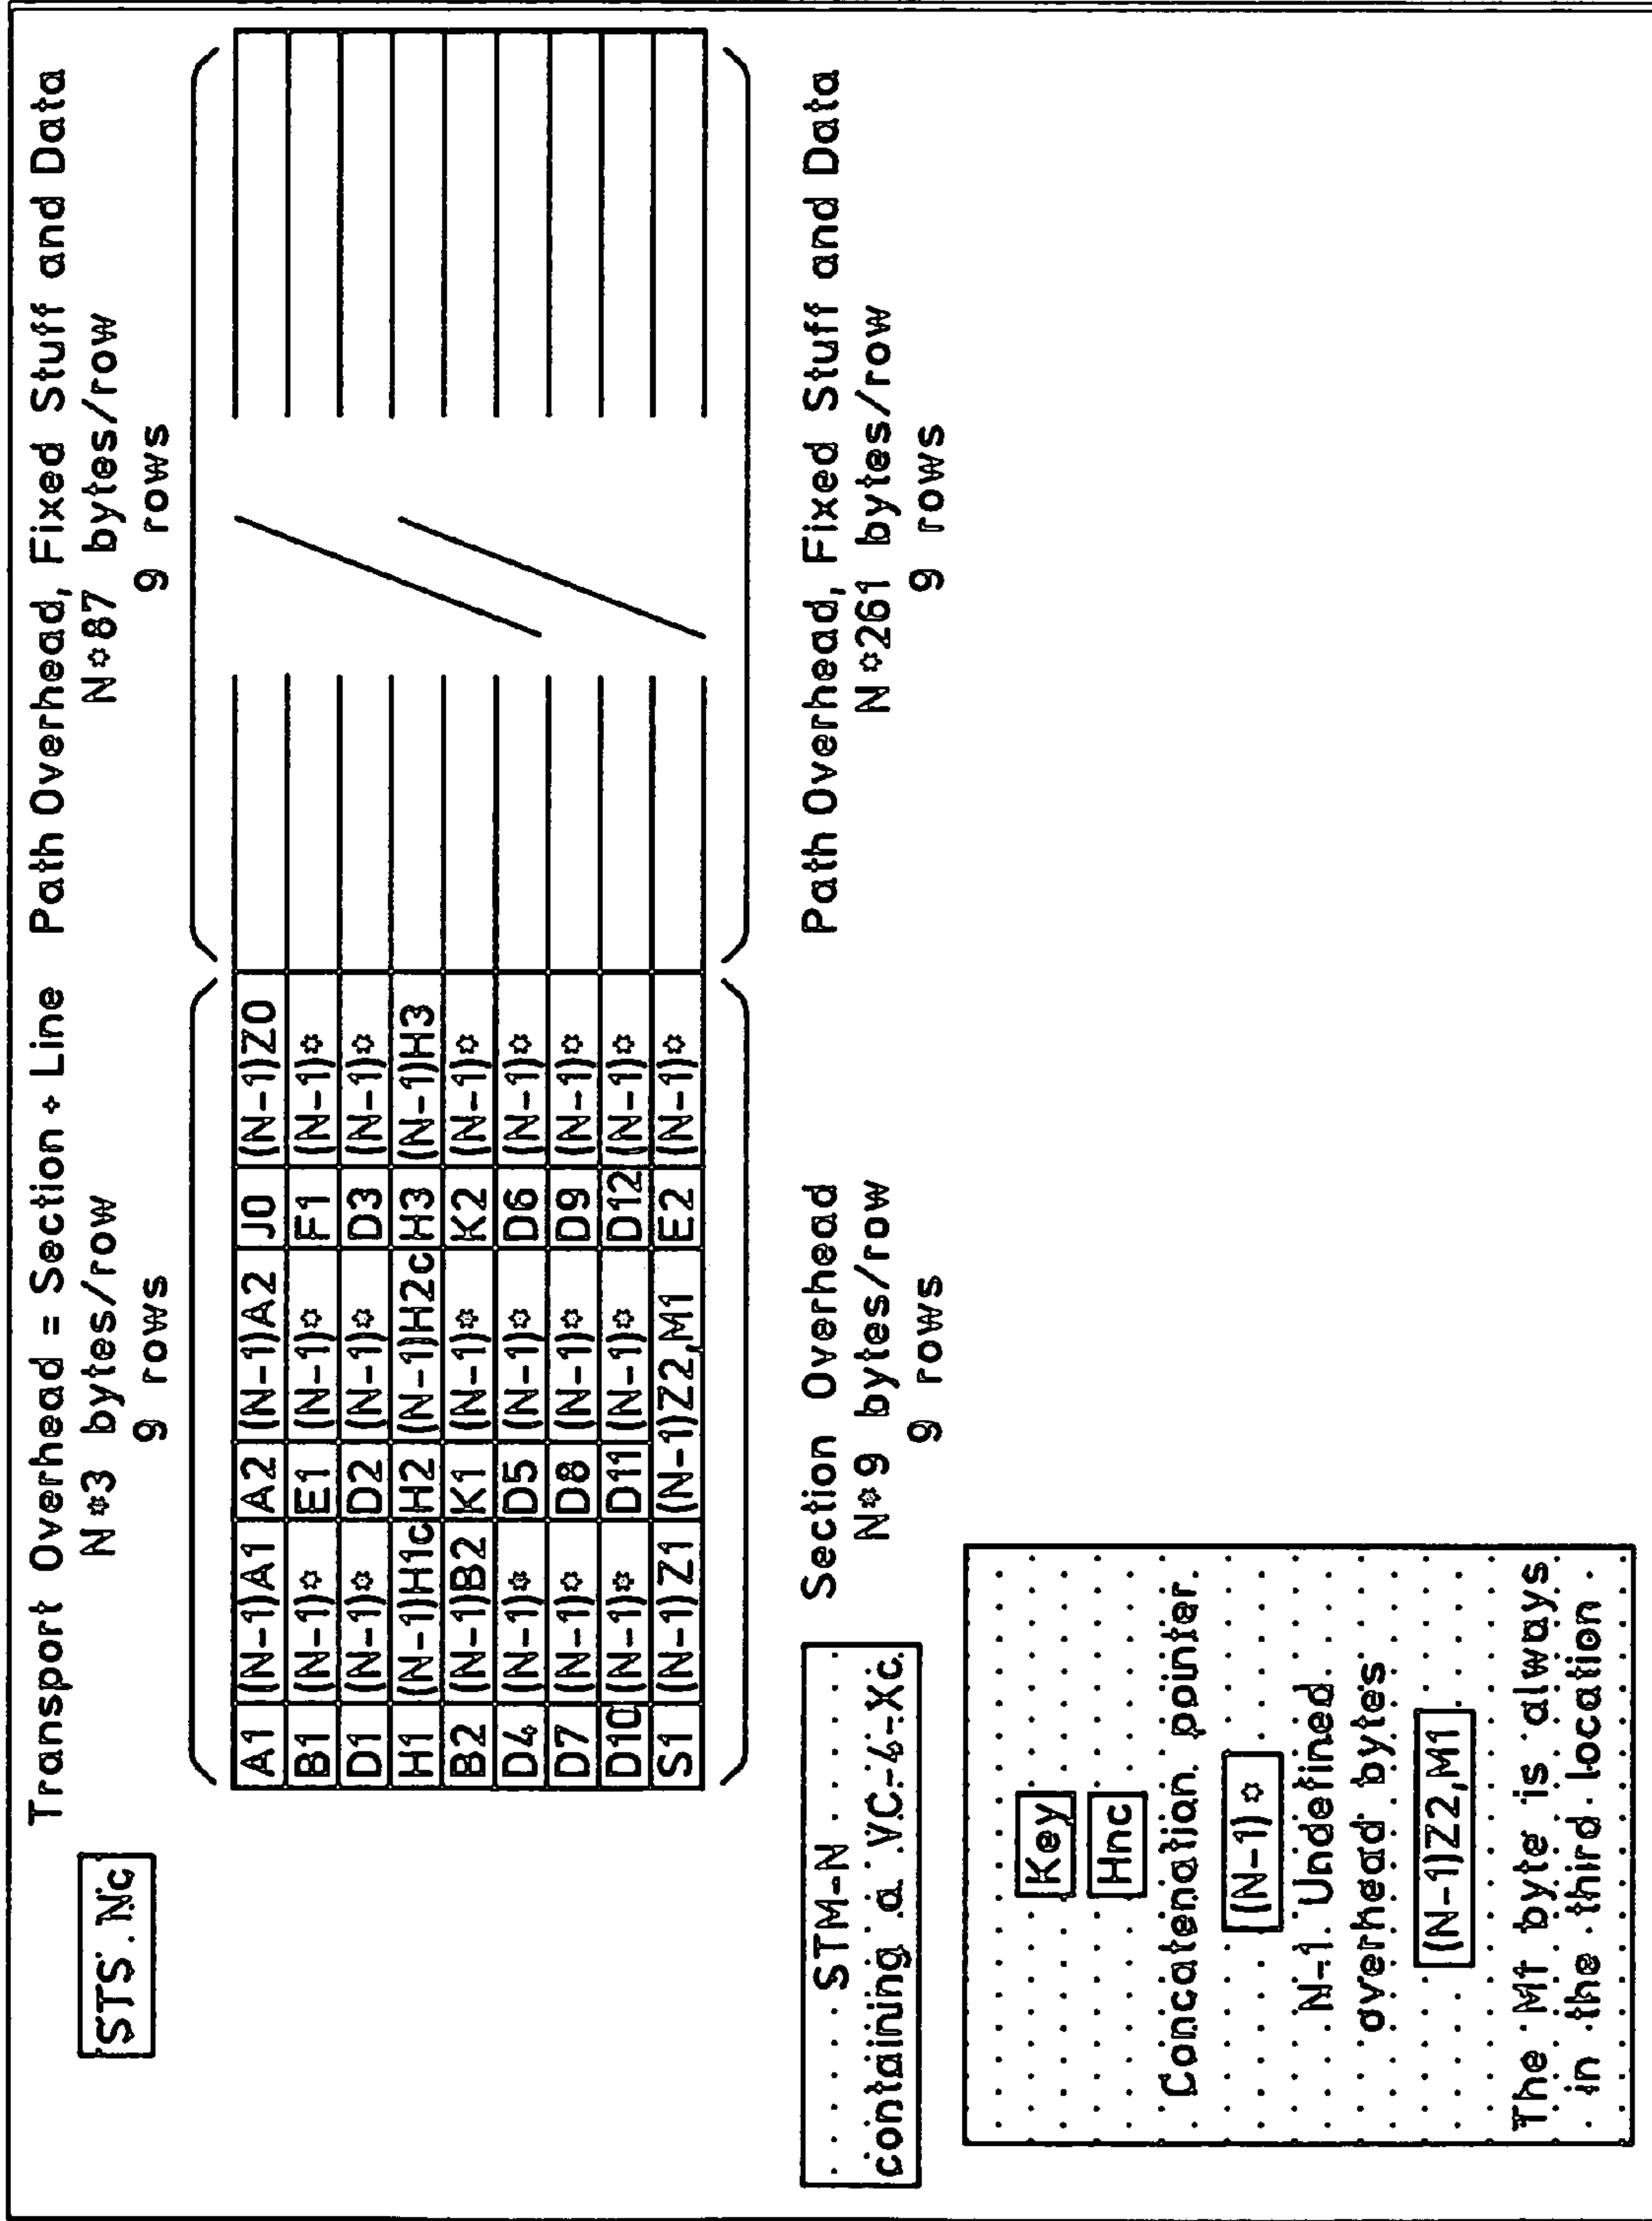 STS Nc
Transport Overhead = Section + Line
N*3 bytes/row
9 rows
Path Overhead, Fixed Stuff and Data
N*87 bytes/row
9 rows
A1 (N-1)A1 A2 (N-1)A2 J0 (N-1)Z0
B1 (N-1)* E1 (N-1)* F1 (N-1)*
D1 (N-1)* D2 (N-1)* D3 (N-1)*
H1 (N-1)H1c H2 (N-1)H2c H3 (N-1)H3
B2 (N-1)B2 K1 (N-1)* K2 (N-1)*
D4 (N-1)* D5 (N-1)* D6 (N-1)*
D7 (N-1)* D8 (N-1)* D9 (N-1)*
D10 (N-1)* D11 (N-1)* D12 (N-1)*
S1 (N-1)Z1 (N-1)Z2,M1 E2 (N-1)*
STM-N
containing a VC-4-Xc
Section Overhead
N*9 bytes/row
9 rows
Path Overhead, Fixed Stuff and Data
N*261 bytes/row
9 rows
Key
Hnc
Concatenation pointer
(N-1)*
N-1 Undefined
overhead bytes
(N-1)Z2,M1
The M1 byte is always
in the third location